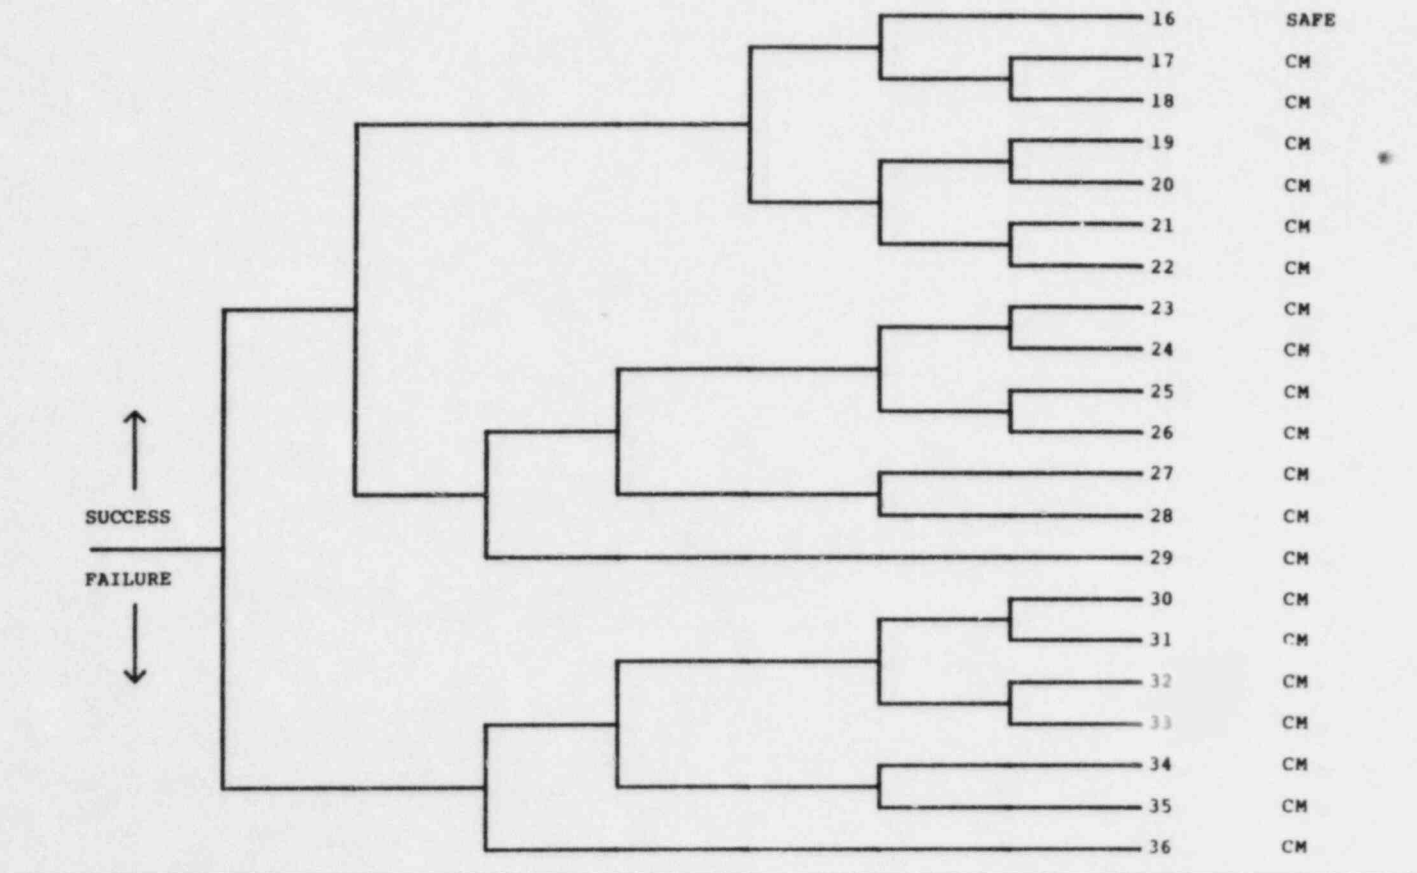 16 SAFE
17 CM
18 CM
19 CM
20 CM
21 CM
22 CM
23 CM
24 CM
25 CM
26 CM
27 CM
SUCCESS
28 CM
29 CM
FAILURE
30 CM
31 CM
32 CM
33 CM
34 CM
35 CM
36 CM